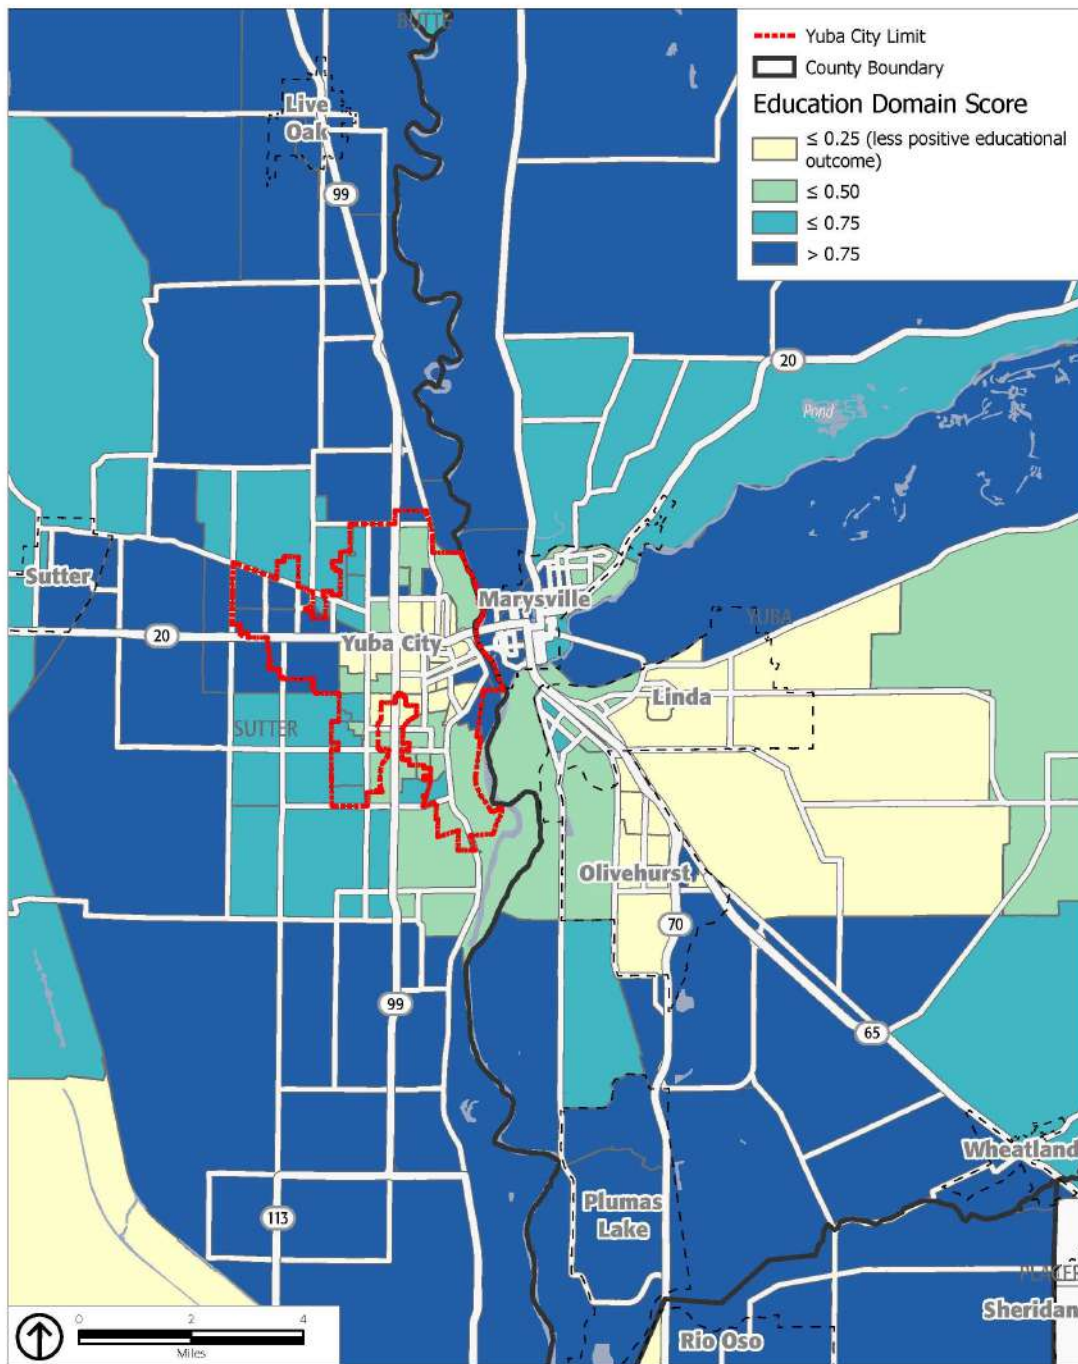 BUTTE
Yuba City Limit
County Boundary
Education Domain Score
≤ 0.25 (less positive educational
outcome)
≤ 0.50
≤ 0.75
> 0.75
Live
Oak
99
20
Pond
Sutter
Marysville
20
Yuba City
YUBA
Linda
SUTTER
Olivehurst
70
99
65
Wheatland
Plumas
Lake
113
PLACER
Sheridan
Rio Oso
0 2 4
Miles